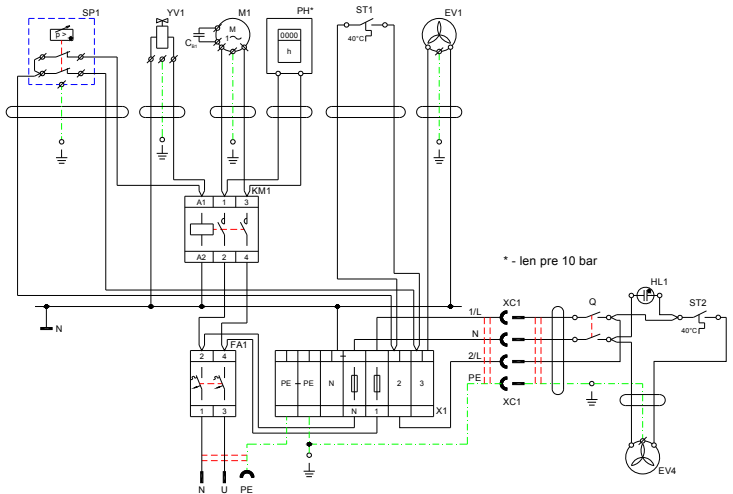 SP1 YV1 M1 PH* ST1 EV1
P >
M
1
C B1
0000
h
40°C
KM1
A1 1 3
A2 2 4
* - len pre 10 bar
N
HL1
1/L XC1 Q ST2
N
40°C
2/L
PE
XC1
2 4 FA1
PE PE N 2 3
1 3 N 1 X1
EV4
N U PE